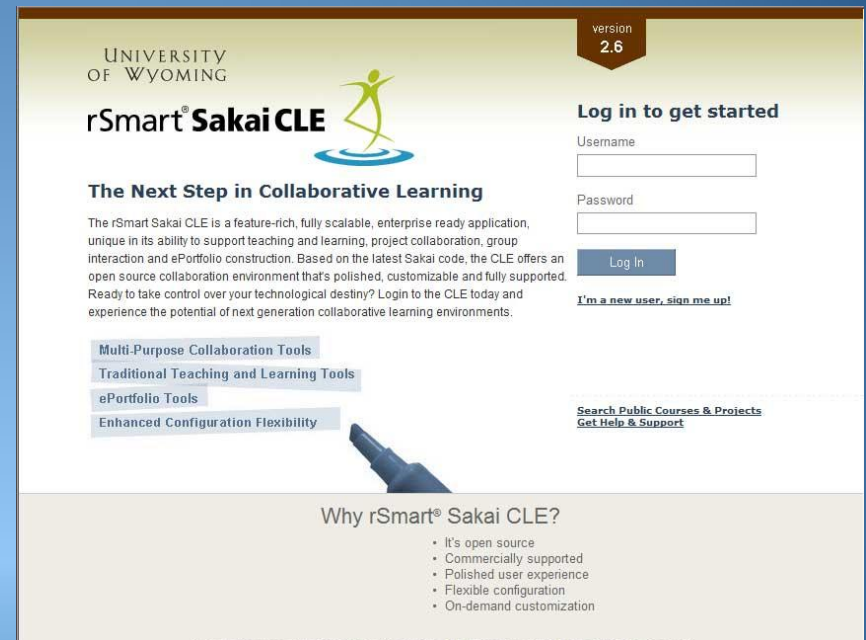 version
2.6
UNIVERSITY
OF WYOMING
rSmart® Sakai CLE
The Next Step in Collaborative Learning
The rSmart Sakai CLE is a feature-rich, fully scalable, enterprise ready application,
unique in its ability to support teaching and learning, project collaboration, group
interaction and ePortfolio construction. Based on the latest Sakai code, the CLE offers an
open source collaboration environment that's polished, customizable and fully supported.
Ready to take control over your technological destiny? Login to the CLE today and
experience the potential of next generation collaborative learning environments.
Multi-Purpose Collaboration Tools
Traditional Teaching and Learning Tools
ePortfolio Tools
Enhanced Configuration Flexibility
Log in to get started
Username
Password
Log In
I'm a new user, sign me up!
Search Public Courses & Projects
Get Help & Support
Why rSmart® Sakai CLE?
• It's open source
• Commercially supported
• Polished user experience
• Flexible configuration
• On-demand customization